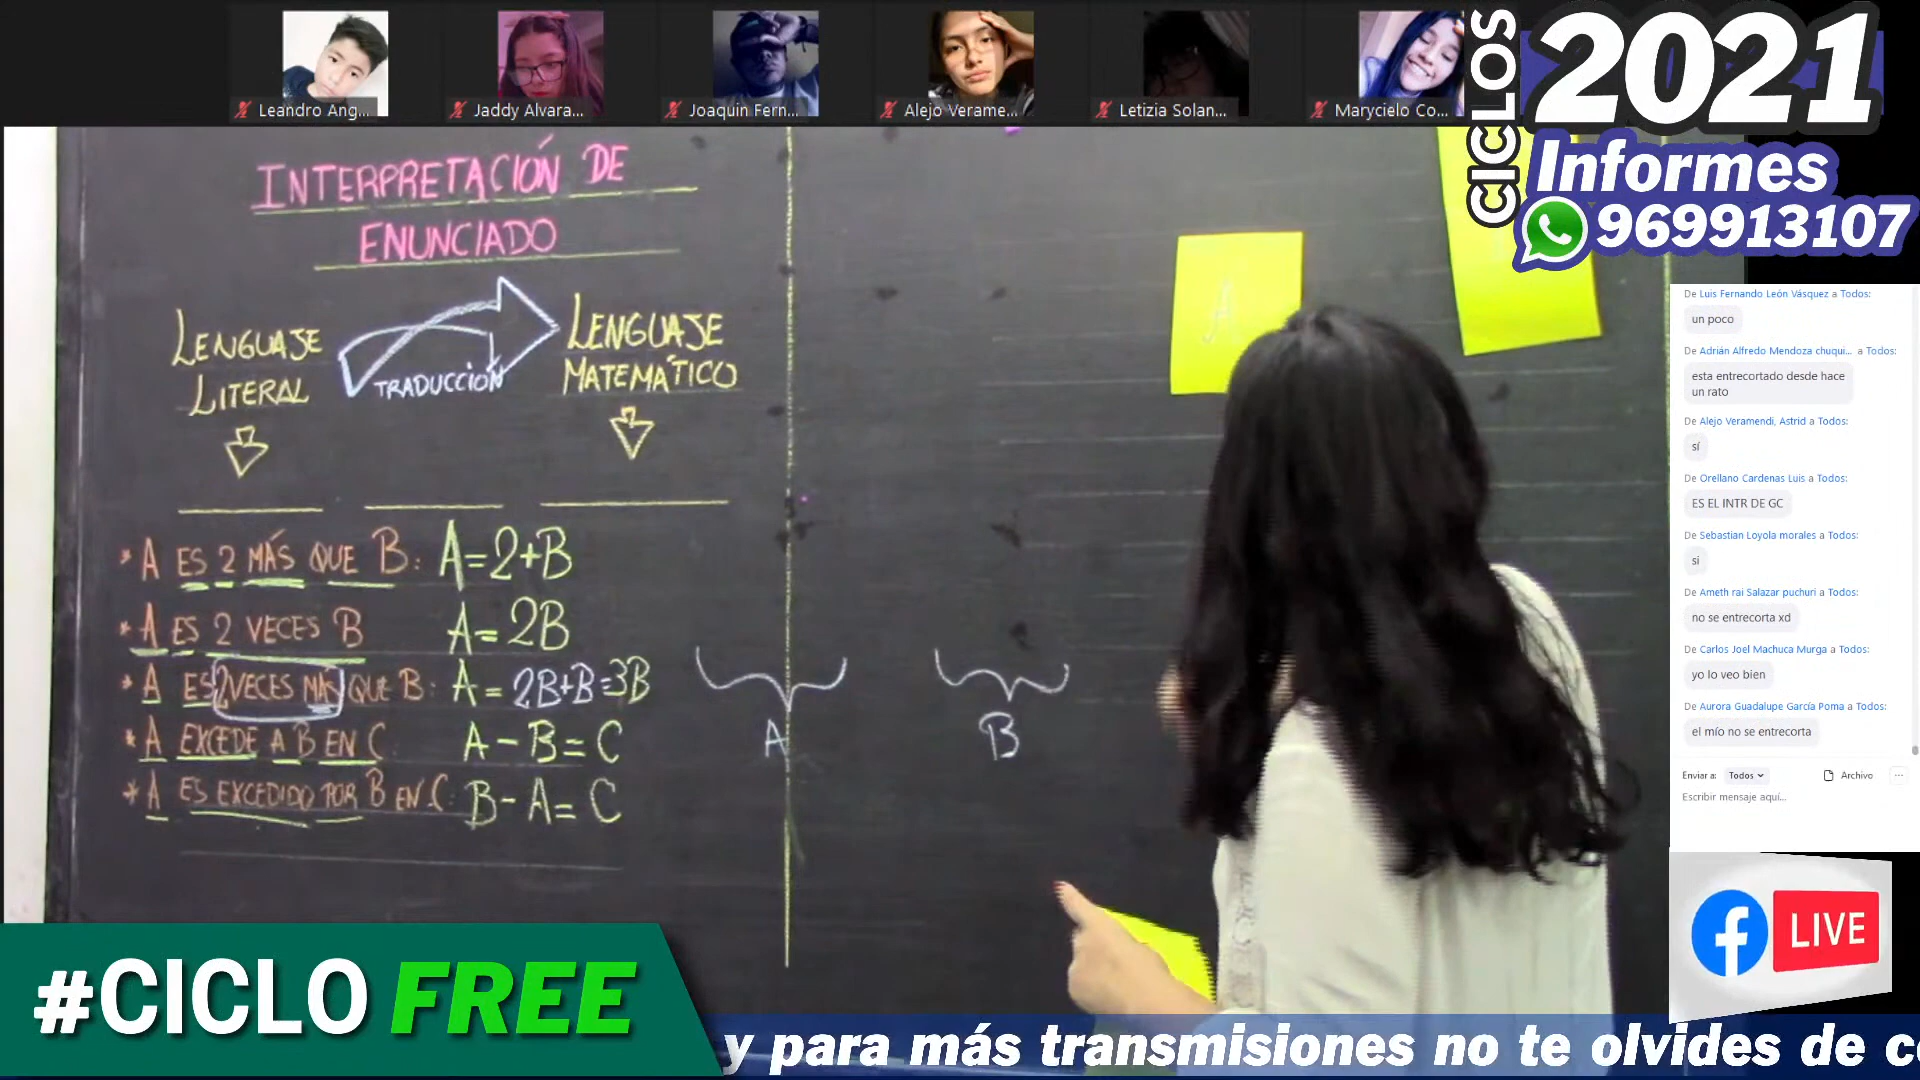 Leandro Ang...
Jaddy Alvara...
Joaquin Fern...
Alejo Verame...
Letizia Solan...
Marycielo Co...
CICLOS
2021
Informes
969913107
INTERPRETACIÓN DE
ENUNCIADO
LENGUAJE
LITERAL
TRADUCCIÓN
LENGUAJE
MATEMÁTICO
* A ES 2 MÁS QUE B: A=2+B
* A ES 2 VECES B A=2B
* A ES 2 VECES MÁS QUE B: A=2B+B=3B
* A EXCEDE A B EN C A-B=C
* A ES EXCEDIDO POR B EN C: B-A=C
A
B
A
De Luis Fernando León Vásquez a Todos:
un poco
De Adrián Alfredo Mendoza chuqui... a Todos:
esta entrecortado desde hace
un rato
De Alejo Veramendi, Astrid a Todos:
sí
De Orellano Cardenas Luis a Todos:
ES EL INTR DE GC
De Sebastian Loyola morales a Todos:
si
De Ameth rai Salazar puchuri a Todos:
no se entrecorta xd
De Carlos Joel Machuca Murga a Todos:
yo lo veo bien
De Aurora Guadalupe García Poma a Todos:
el mío no se entrecorta
Enviar a: Todos
Archivo
...
Escribir mensaje aquí...
f LIVE
#CICLO FREE
y para más transmisiones no te olvides de c